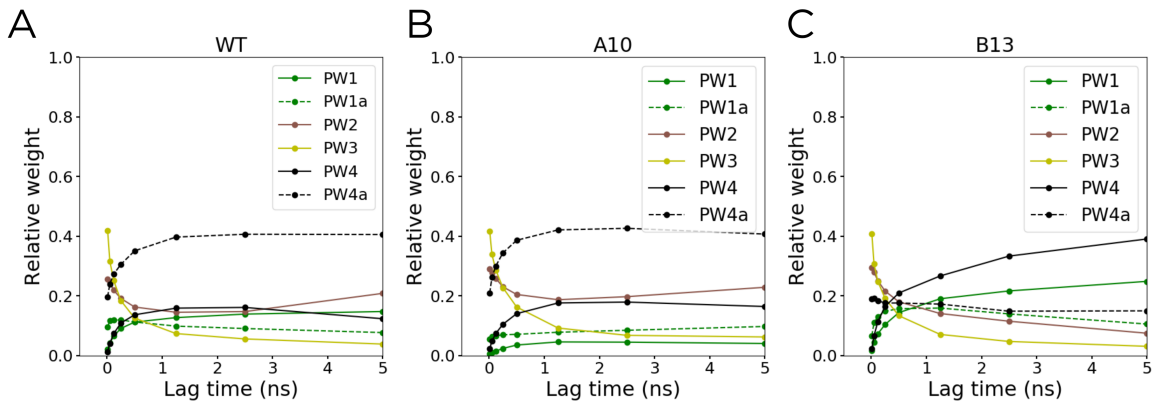 A
WT
1.0
0.8
0.6
0.4
0.2
0.0
Relative weight
PW1
PW1a
PW2
PW3
PW4
PW4a
0
1
2
3
4
5
Lag time (ns)
B
A10
1.0
0.8
0.6
0.4
0.2
0.0
Relative weight
PW1
PW1a
PW2
PW3
PW4
PW4a
0
1
2
3
4
5
Lag time (ns)
C
B13
1.0
0.8
0.6
0.4
0.2
0.0
Relative weight
PW1
PW1a
PW2
PW3
PW4
PW4a
0
1
2
3
4
5
Lag time (ns)